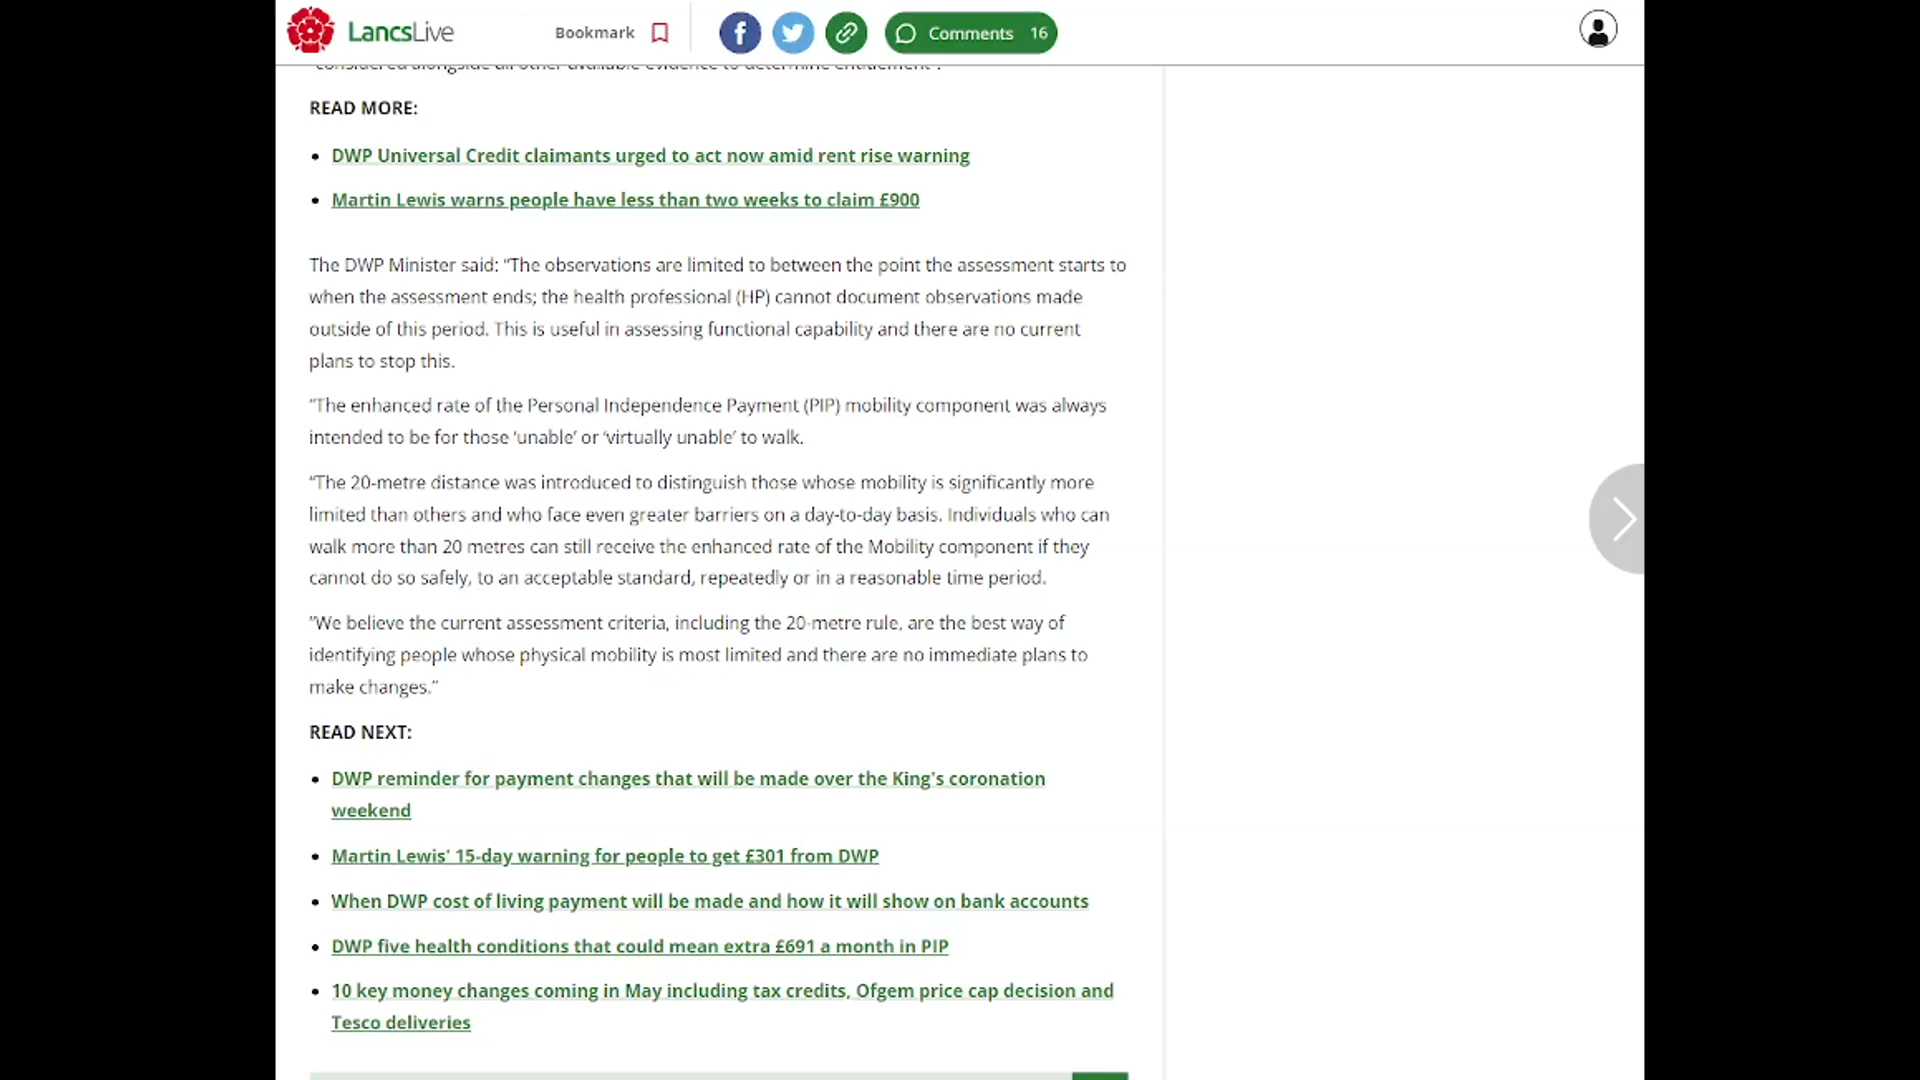 LancsLive
Bookmark
Comments 16
considered alongside all other available evidence to determine entitlement".
READ MORE:
• DWP Universal Credit claimants urged to act now amid rent rise warning
• Martin Lewis warns people have less than two weeks to claim £900
The DWP Minister said: “The observations are limited to between the point the assessment starts to
when the assessment ends; the health professional (HP) cannot document observations made
outside of this period. This is useful in assessing functional capability and there are no current
plans to stop this.
“The enhanced rate of the Personal Independence Payment (PIP) mobility component was always
intended to be for those ‘unable’ or ‘virtually unable’ to walk.
“The 20-metre distance was introduced to distinguish those whose mobility is significantly more
limited than others and who face even greater barriers on a day-to-day basis. Individuals who can
walk more than 20 metres can still receive the enhanced rate of the Mobility component if they
cannot do so safely, to an acceptable standard, repeatedly or in a reasonable time period.
“We believe the current assessment criteria, including the 20-metre rule, are the best way of
identifying people whose physical mobility is most limited and there are no immediate plans to
make changes.”
READ NEXT:
• DWP reminder for payment changes that will be made over the King's coronation
weekend
• Martin Lewis' 15-day warning for people to get £301 from DWP
• When DWP cost of living payment will be made and how it will show on bank accounts
• DWP five health conditions that could mean extra £691 a month in PIP
• 10 key money changes coming in May including tax credits, Ofgem price cap decision and
Tesco deliveries